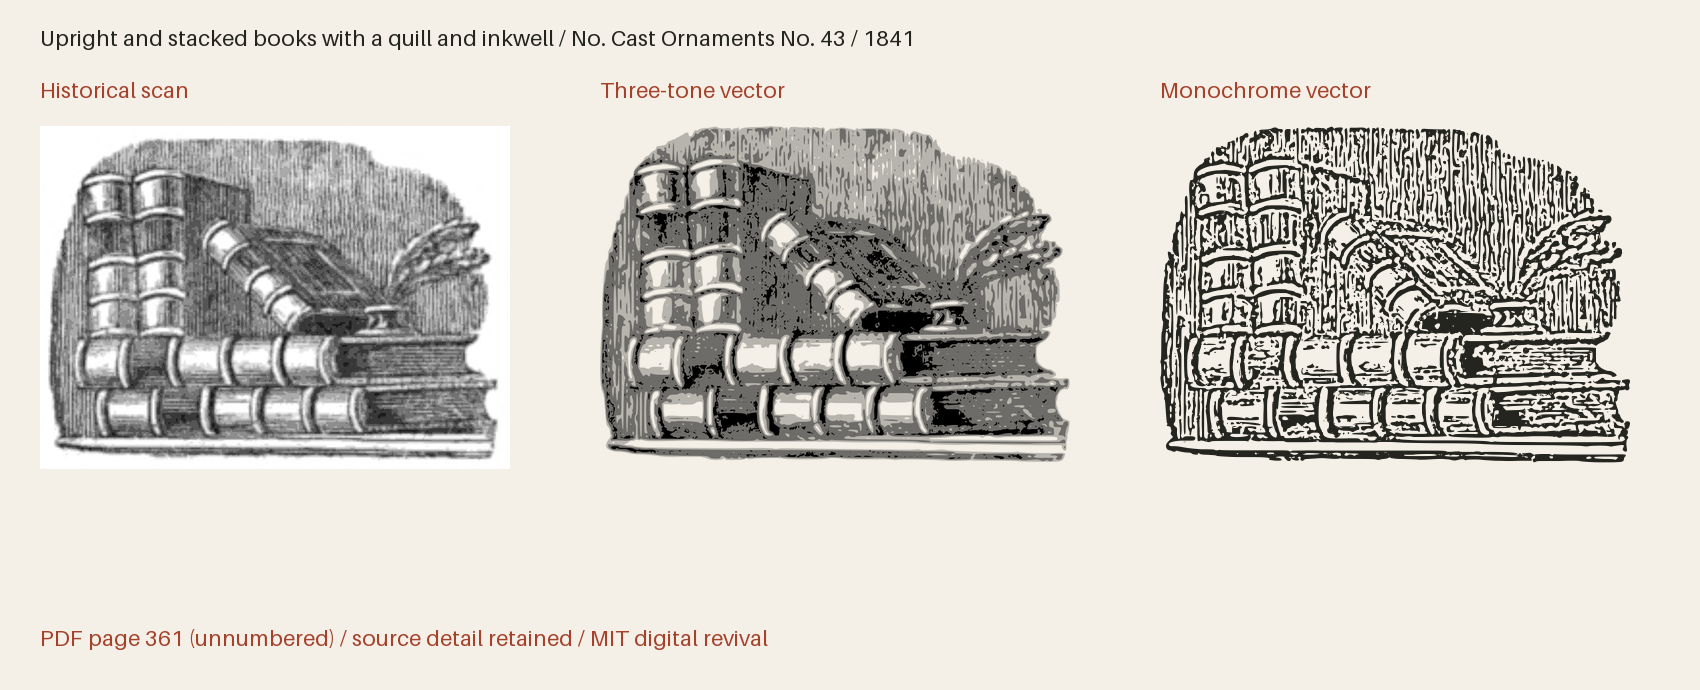 Upright and stacked books with a quill and inkwell / No. Cast Ornaments No. 43 / 1841
Historical scan
Three-tone vector
Monochrome vector
PDF page 361 (unnumbered) / source detail retained / MIT digital revival